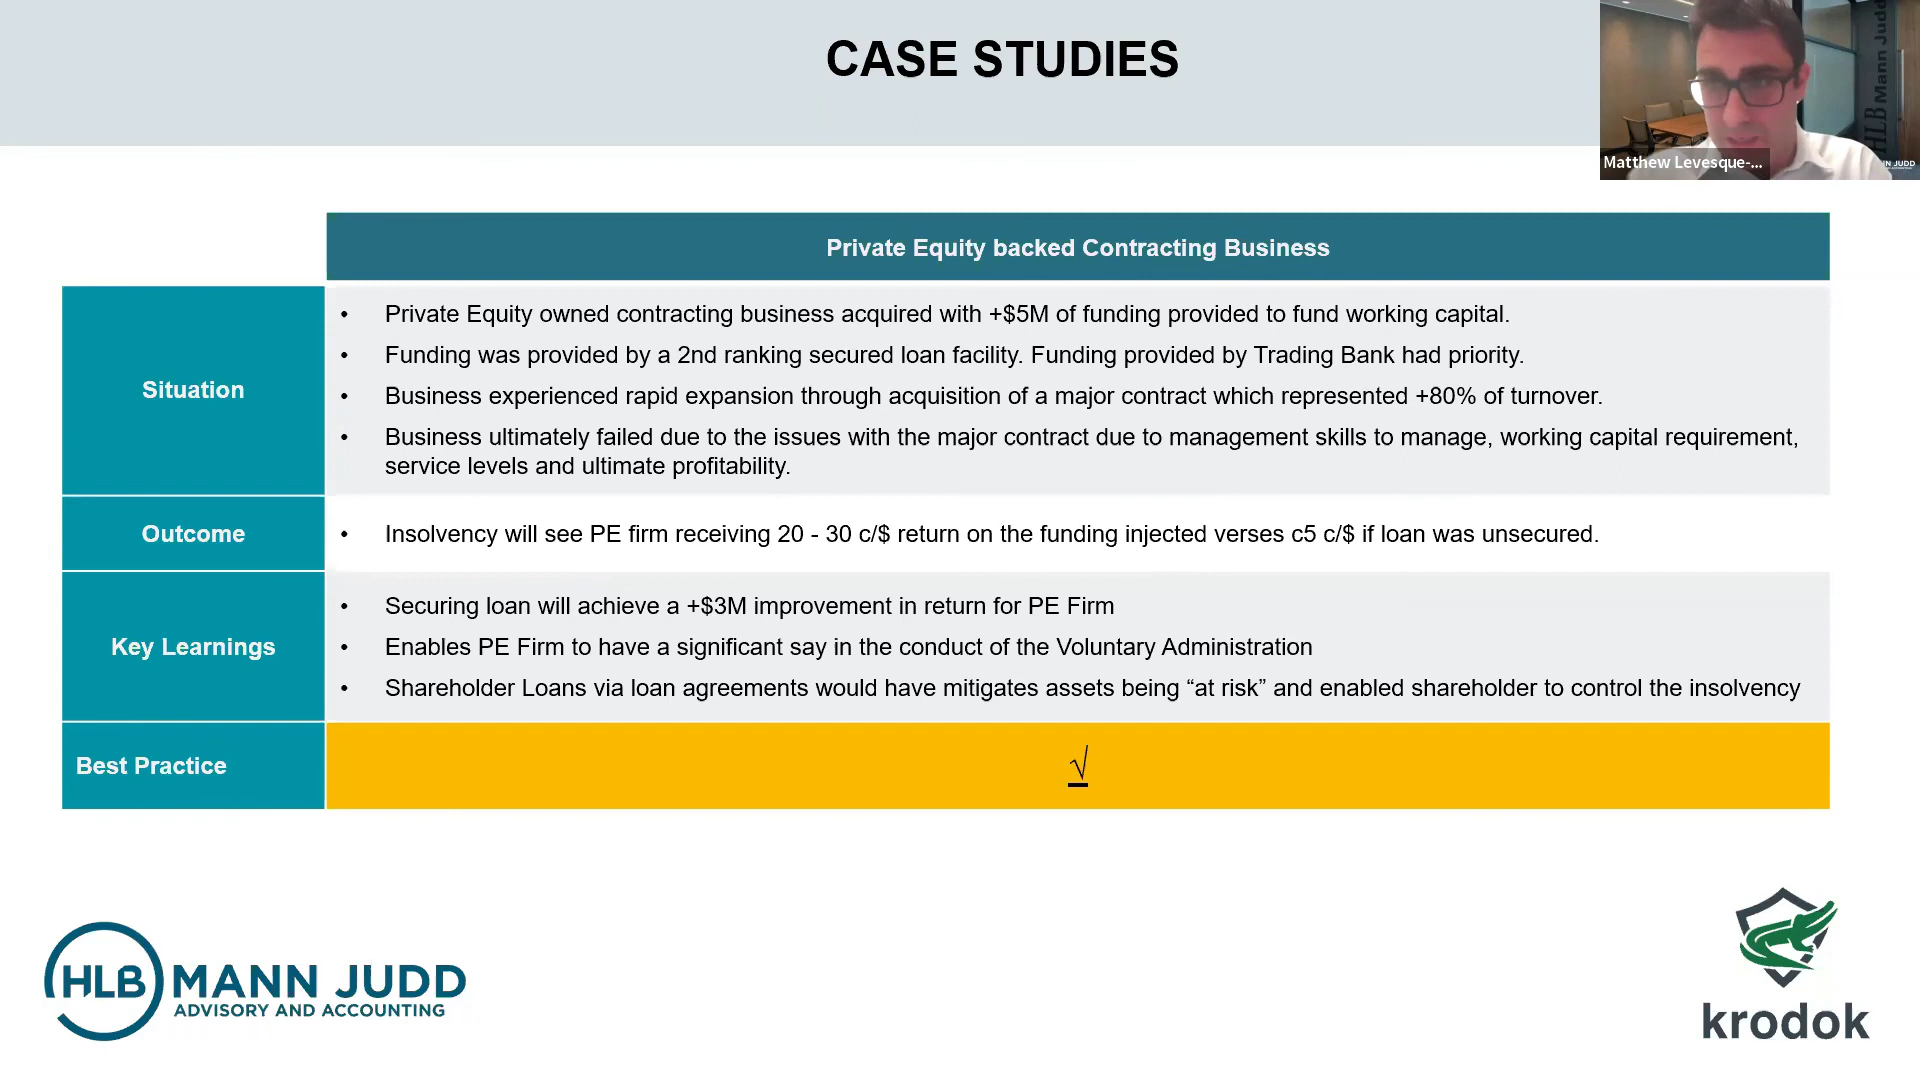 CASE STUDIES
HLB Mann Judd
Matthew Levesque-...
NN JUDD
Private Equity backed Contracting Business
Situation
• Private Equity owned contracting business acquired with +$5M of funding provided to fund working capital.
• Funding was provided by a 2nd ranking secured loan facility. Funding provided by Trading Bank had priority.
• Business experienced rapid expansion through acquisition of a major contract which represented +80% of turnover.
• Business ultimately failed due to the issues with the major contract due to management skills to manage, working capital requirement,
service levels and ultimate profitability.
Outcome
• Insolvency will see PE firm receiving 20 - 30 c/$ return on the funding injected verses c5 c/$ if loan was unsecured.
Key Learnings
• Securing loan will achieve a +$3M improvement in return for PE Firm
• Enables PE Firm to have a significant say in the conduct of the Voluntary Administration
• Shareholder Loans via loan agreements would have mitigates assets being “at risk” and enabled shareholder to control the insolvency
Best Practice
√
HLB MANN JUDD
ADVISORY AND ACCOUNTING
krodok